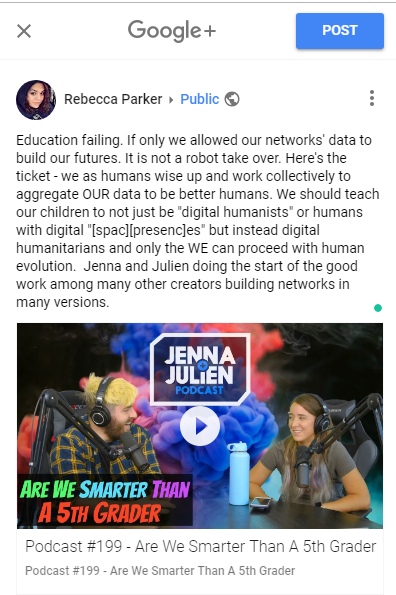 Google+
POST
Rebecca Parker Public
Education failing. If only we allowed our networks' data to
build our futures. It is not a robot take over. Here's the
ticket - we as humans wise up and work collectively to
aggregate OUR data to be better humans. We should teach
our children to not just be "digital humanists" or humans
with digital "[spac][presenc]es" but instead digital
humanitarians and only the WE can proceed with human
evolution.  Jenna and Julien doing the start of the good
work among many other creators building networks in
many versions.
JENNA
+
JULIEN
PODCAST
ARE WE SMARTER THAN
A 5TH GRADER
Podcast #199 - Are We Smarter Than A 5th Grader
Podcast #199 - Are We Smarter Than A 5th Grader